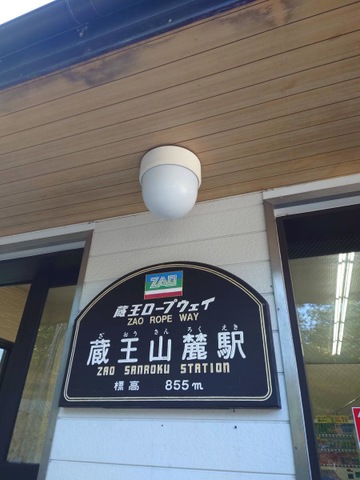 ZAO
蔵王ロープウェイ
ZAO ROPE WAY
ざおうさんろくえき
蔵王山麓駅
ZAO SANROKU STATION
標高 855m